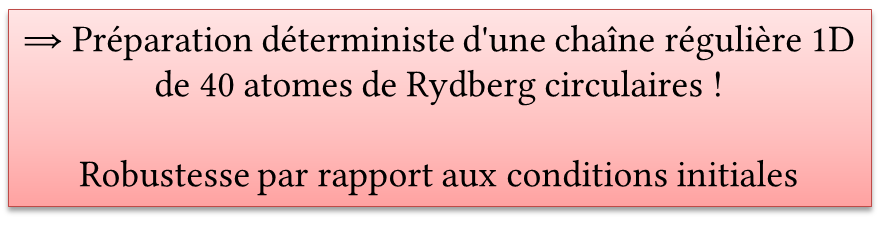 ⟹ Préparation déterministe d'une chaîne régulière 1D
de 40 atomes de Rydberg circulaires !
Robustesse par rapport aux conditions initiales